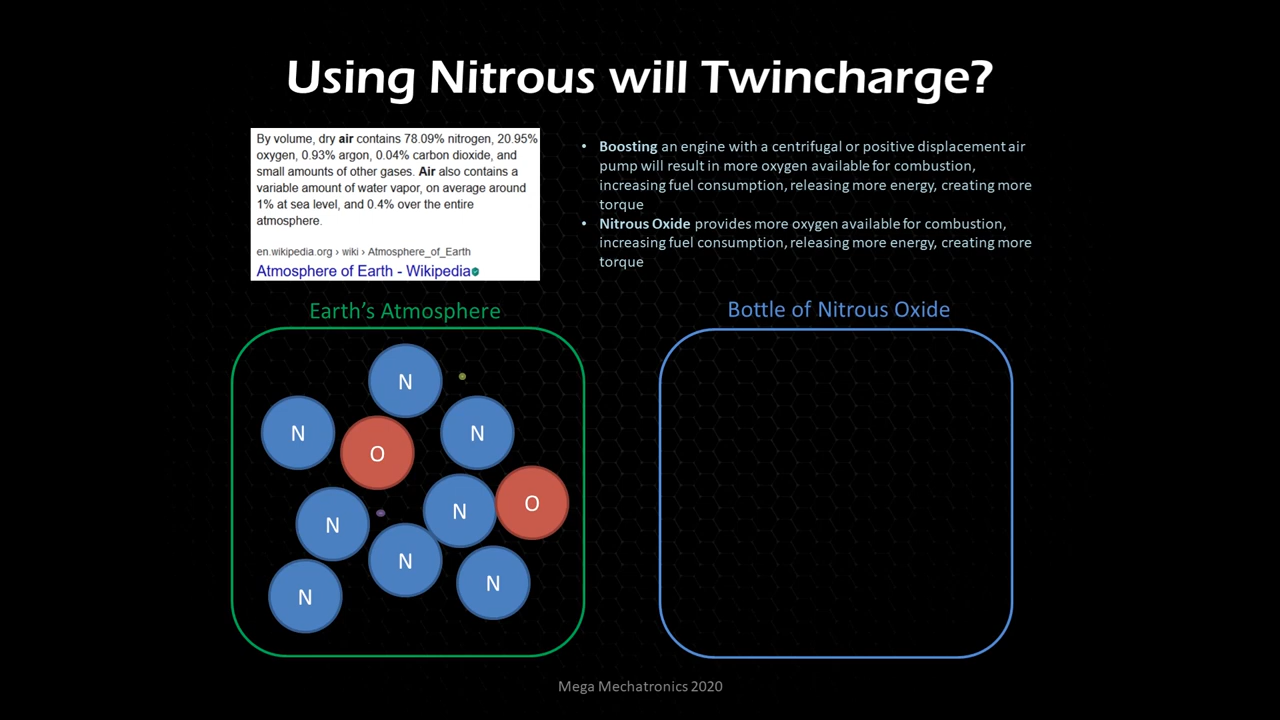 Using Nitrous will Twincharge?
By volume, dry air contains 78.09% nitrogen, 20.95%
oxygen, 0.93% argon, 0.04% carbon dioxide, and
small amounts of other gases. Air also contains a
variable amount of water vapor, on average around
1% at sea level, and 0.4% over the entire
atmosphere.
en.wikipedia.org › wiki › Atmosphere_of_Earth
Atmosphere of Earth - Wikipedia
• Boosting an engine with a centrifugal or positive displacement air
pump will result in more oxygen available for combustion,
increasing fuel consumption, releasing more energy, creating more
torque
• Nitrous Oxide provides more oxygen available for combustion,
increasing fuel consumption, releasing more energy, creating more
torque
Earth's Atmosphere
N
N
N
O
O
N
N
N
N
N
Bottle of Nitrous Oxide
Mega Mechatronics 2020